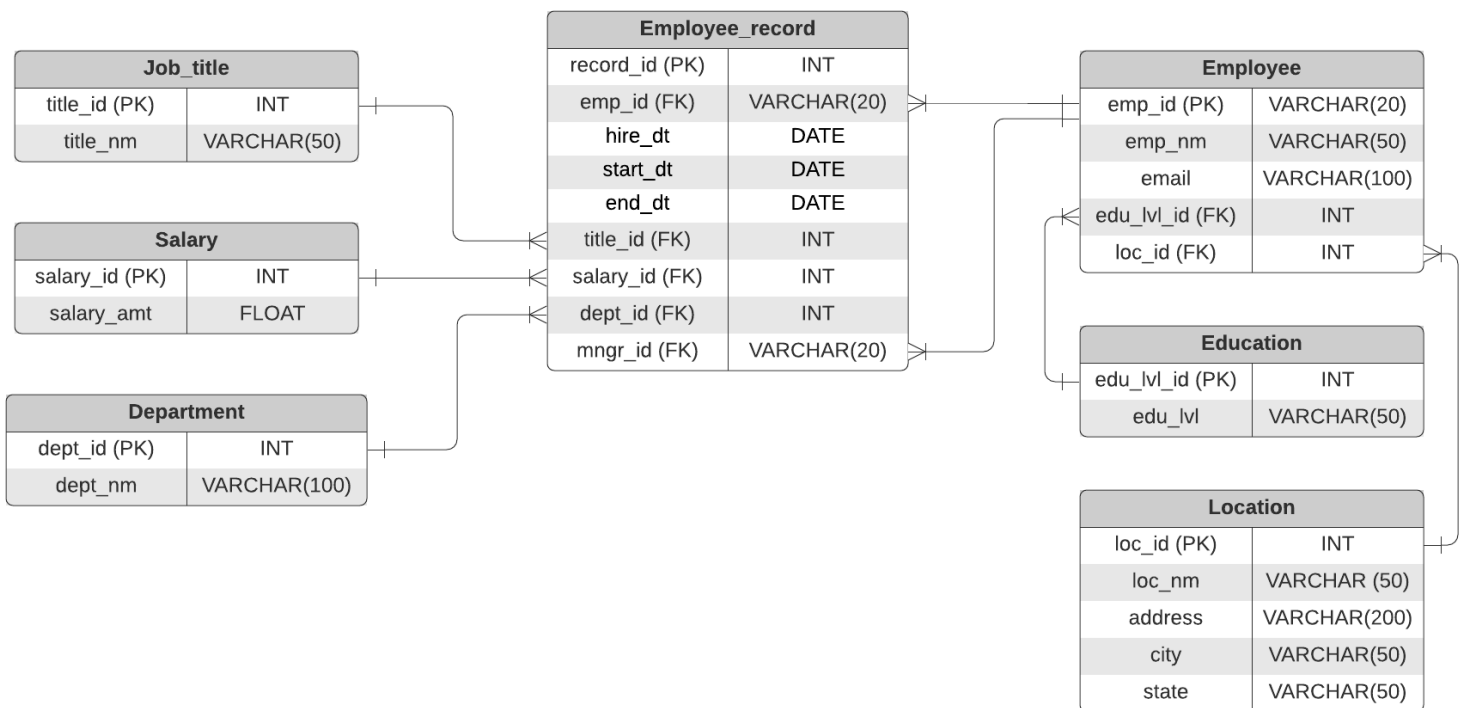 Job_title
title_id (PK) INT
title_nm VARCHAR(50)
Salary
salary_id (PK) INT
salary_amt FLOAT
Department
dept_id (PK) INT
dept_nm VARCHAR(100)
Employee_record
record_id (PK) INT
emp_id (FK) VARCHAR(20)
hire_dt DATE
start_dt DATE
end_dt DATE
title_id (FK) INT
salary_id (FK) INT
dept_id (FK) INT
mngr_id (FK) VARCHAR(20)
Employee
emp_id (PK) VARCHAR(20)
emp_nm VARCHAR(50)
email VARCHAR(100)
edu_lvl_id (FK) INT
loc_id (FK) INT
Education
edu_lvl_id (PK) INT
edu_lvl VARCHAR(50)
Location
loc_id (PK) INT
loc_nm VARCHAR (50)
address VARCHAR(200)
city VARCHAR(50)
state VARCHAR(50)